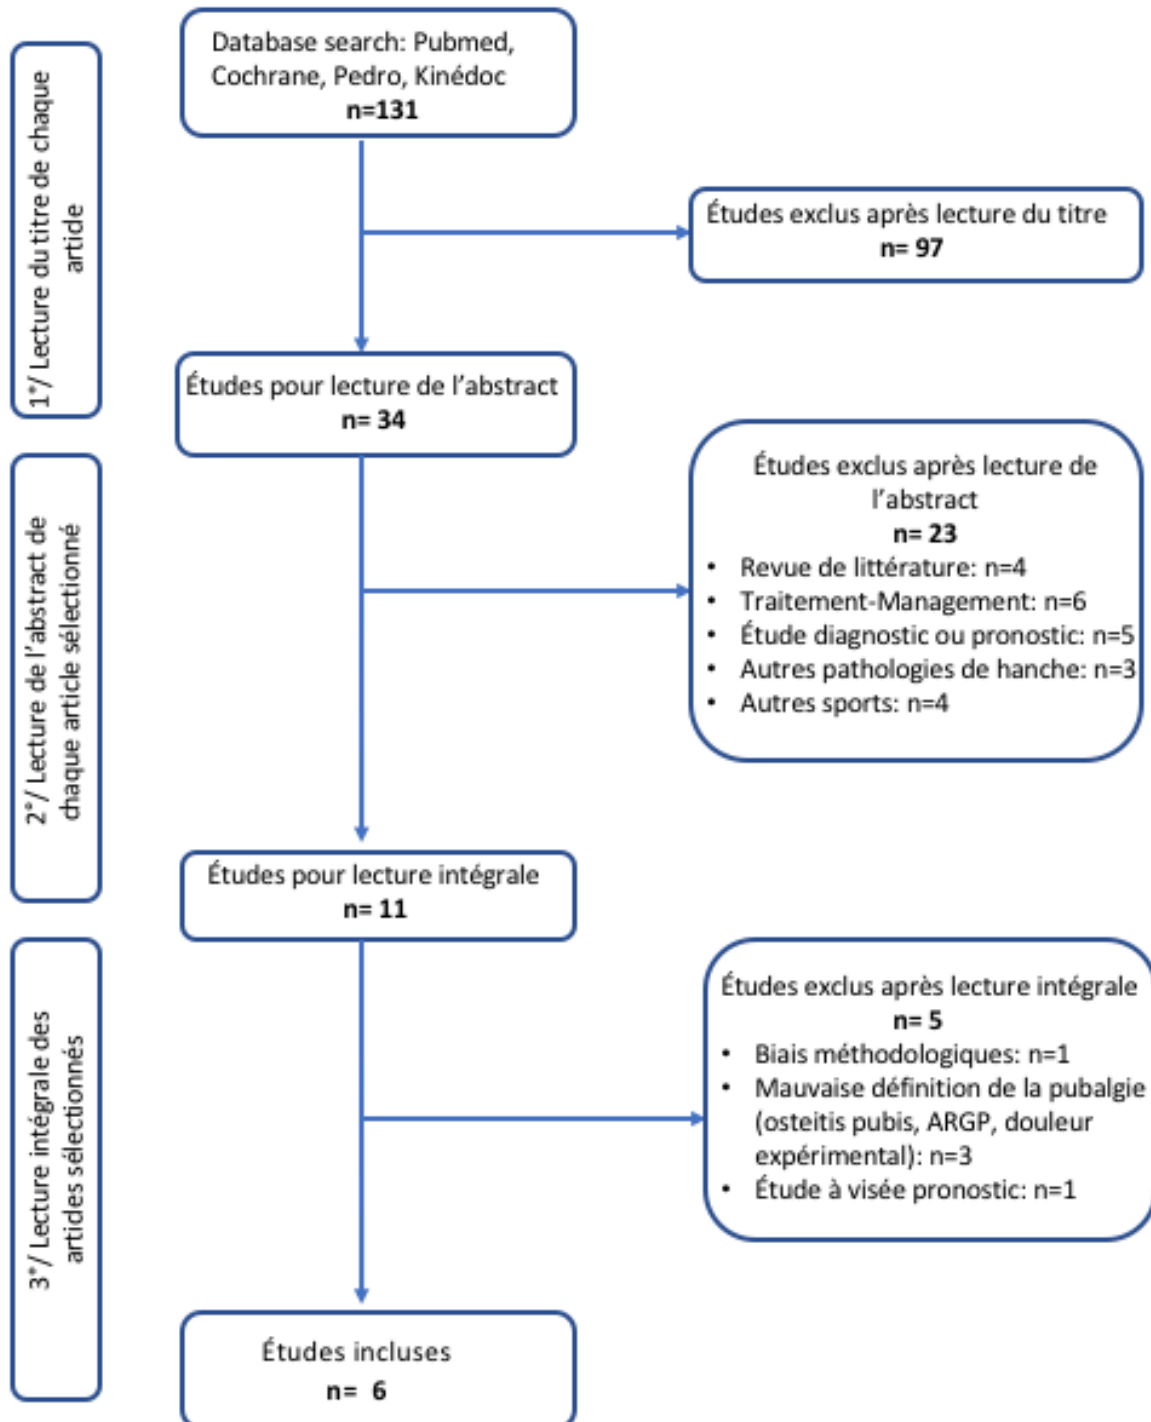 1°/ Lecture du titre de chaque
article
Database search: Pubmed,
Cochrane, Pedro, Kinédoc
n=131
Études exclus après lecture du titre
n= 97
Études pour lecture de l’abstract
n= 34
2°/ Lecture de l’abstract de
chaque article sélectionné
Études exclus après lecture de
l’abstract
n= 23
• Revue de littérature: n=4
• Traitement-Management: n=6
• Étude diagnostic ou pronostic: n=5
• Autres pathologies de hanche: n=3
• Autres sports: n=4
Études pour lecture intégrale
n= 11
3°/ Lecture intégrale des
articles sélectionnés
Études exclus après lecture intégrale
n= 5
• Biais méthodologiques: n=1
• Mauvaise définition de la pubalgie
(osteitis pubis, ARGP, douleur
expérimental): n=3
• Étude à visée pronostic: n=1
Études incluses
n= 6